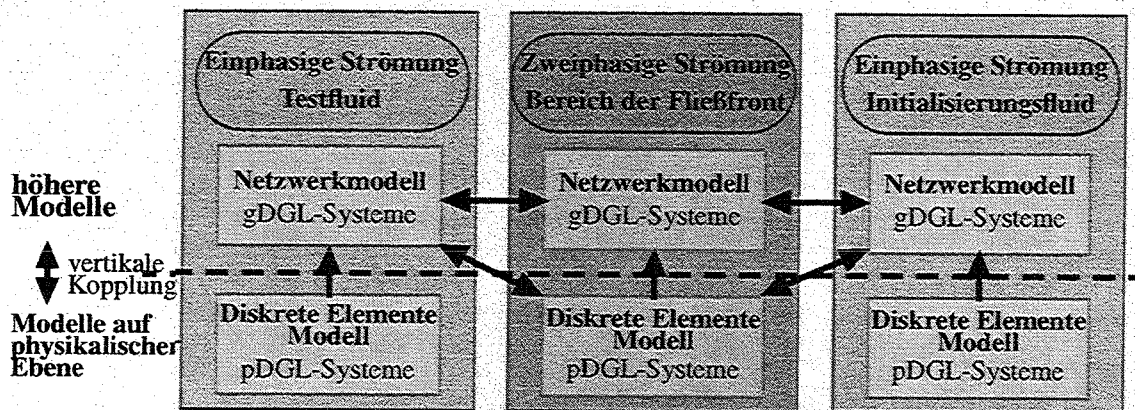 Einphasige Strömung
Testfluid
Zweiphasige Strömung
Bereich der Fließfront
Einphasige Strömung
Initialisierungsfluid
höhere
Modelle
Netzwerkmodell
gDGL-Systeme
Netzwerkmodell
gDGL-Systeme
Netzwerkmodell
gDGL-Systeme
vertikale
Kopplung
Modelle auf
physikalischer
Ebene
Diskrete Elemente
Modell
pDGL-Systeme
Diskrete Elemente
Modell
pDGL-Systeme
Diskrete Elemente
Modell
pDGL-Systeme